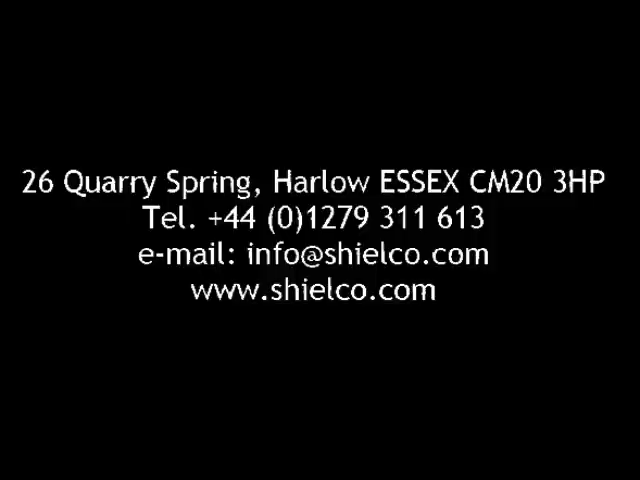 26 Quarry Spring, Harlow ESSEX CM20 3HP
Tel. +44 (0)1279 311 613
e-mail: info@shielco.com
www.shielco.com